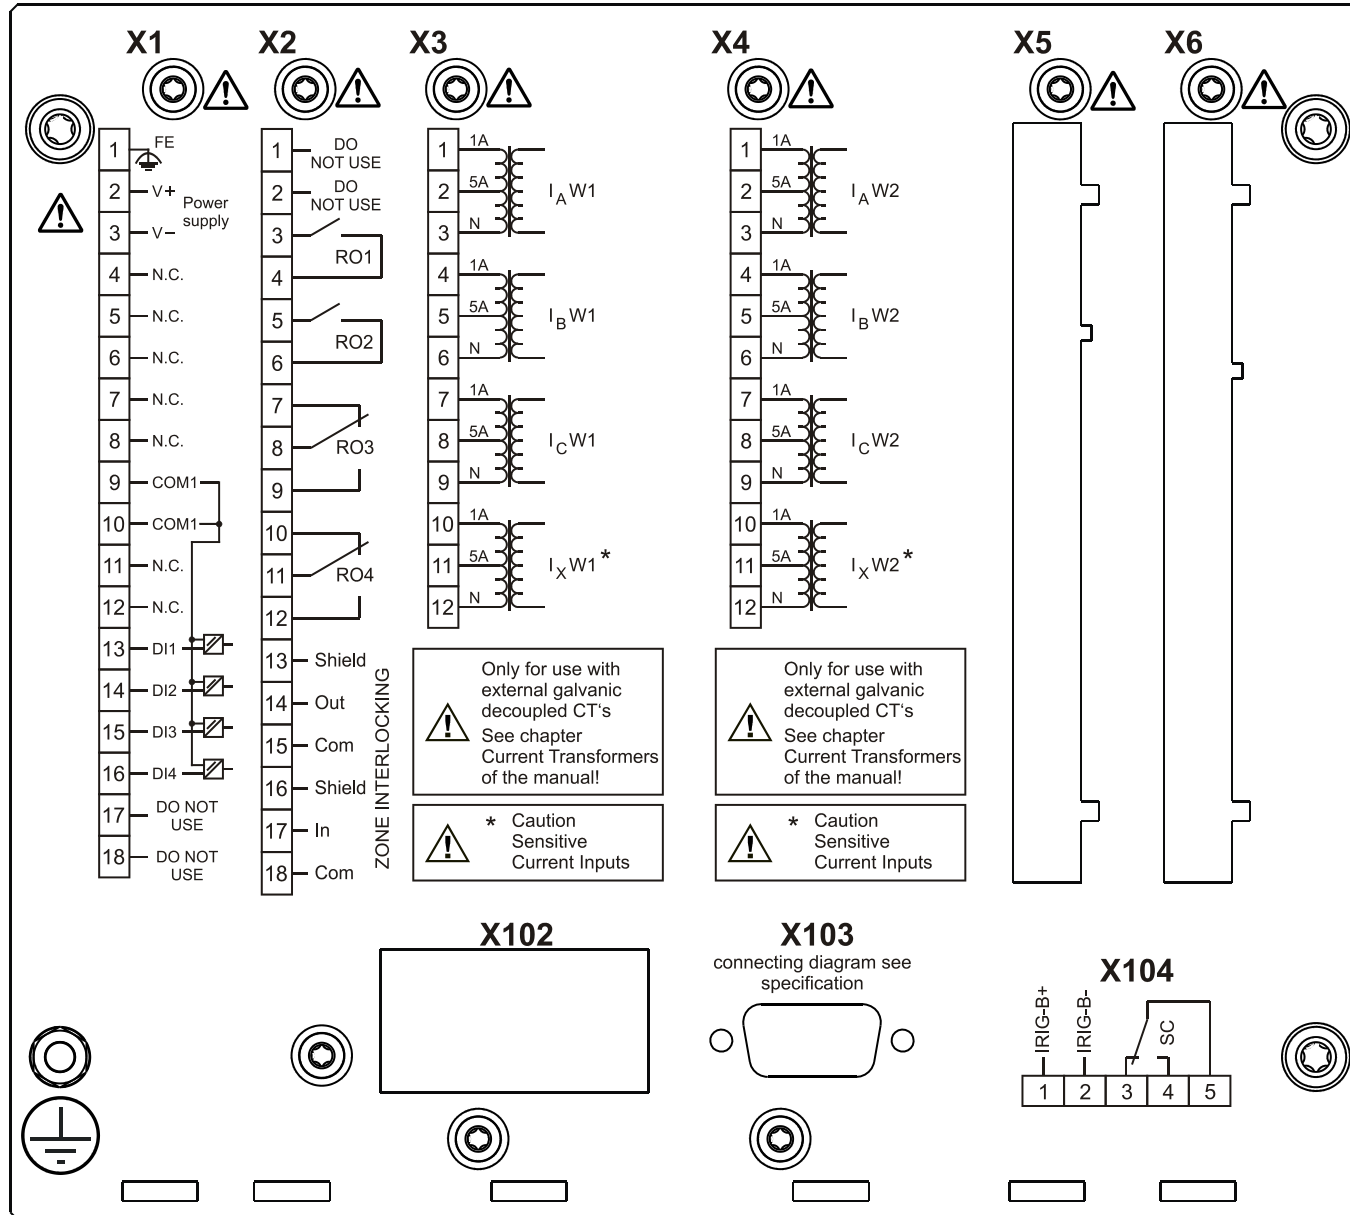 X1
X2
X3
X4
X5
X6
1
FE
2
V+
Power
supply
3
V–
4
N.C.
5
N.C.
6
N.C.
7
N.C.
8
N.C.
9
COM1
10
COM1
11
N.C.
12
N.C.
13
DI1
14
DI2
15
DI3
16
DI4
17
DO NOT
USE
18
DO NOT
USE
1
DO
NOT USE
2
DO
NOT USE
3
RO1
4
5
RO2
6
7
8
RO3
9
10
11
RO4
12
13
Shield
14
Out
15
Com
16
Shield
17
In
18
Com
ZONE INTERLOCKING
1
1A
2
5A
IAW1
3
N
4
1A
5
5A
IBW1
6
N
7
1A
8
5A
ICW1
9
N
10
1A
11
5A
IXW1*
12
N
Only for use with
external galvanic
decoupled CT‘s
See chapter
Current Transformers
of the manual!
* Caution
Sensitive
Current Inputs
1
1A
2
5A
IAW2
3
N
4
1A
5
5A
IBW2
6
N
7
1A
8
5A
ICW2
9
N
10
1A
11
5A
IXW2*
12
N
Only for use with
external galvanic
decoupled CT‘s
See chapter
Current Transformers
of the manual!
* Caution
Sensitive
Current Inputs
X102
X103
connecting diagram see
specification
X104
IRIG-B+
IRIG-B-
SC
1 2 3 4 5